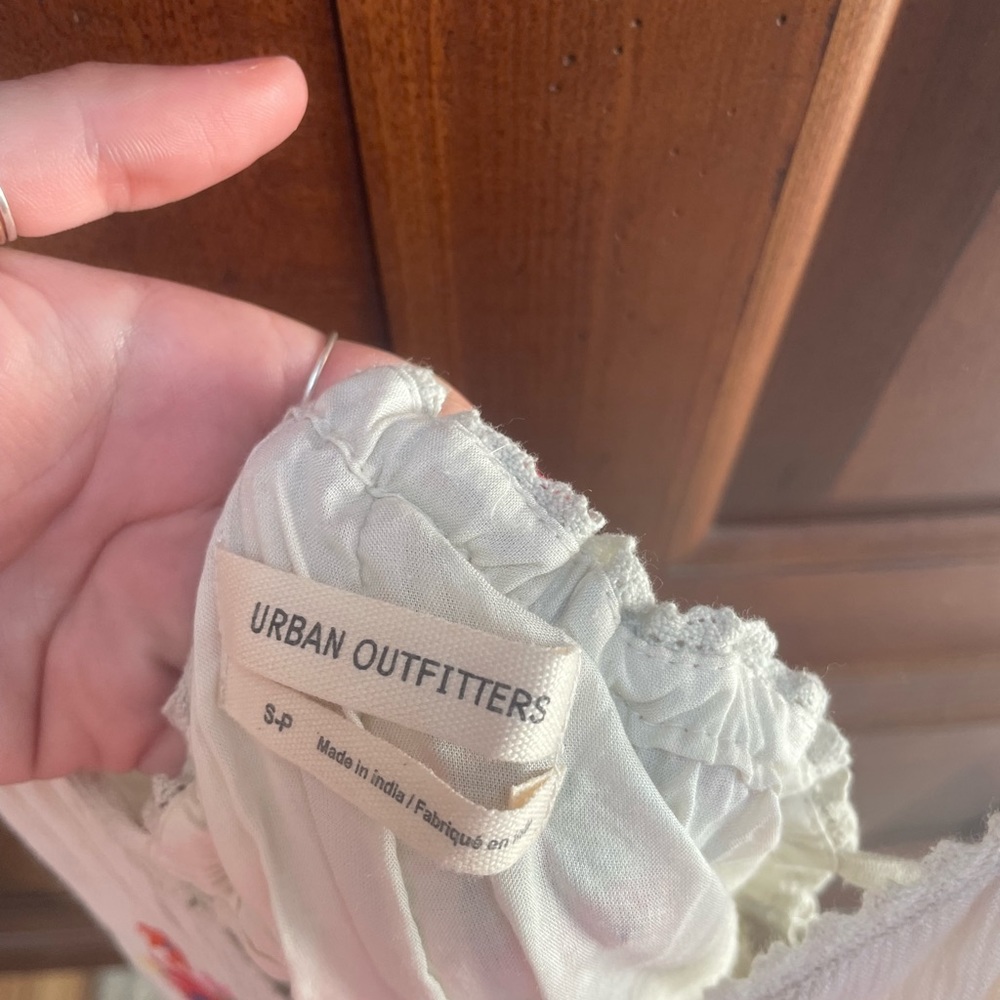 URBAN OUTFITTERS
S-P
Made in india / Fabriqué en